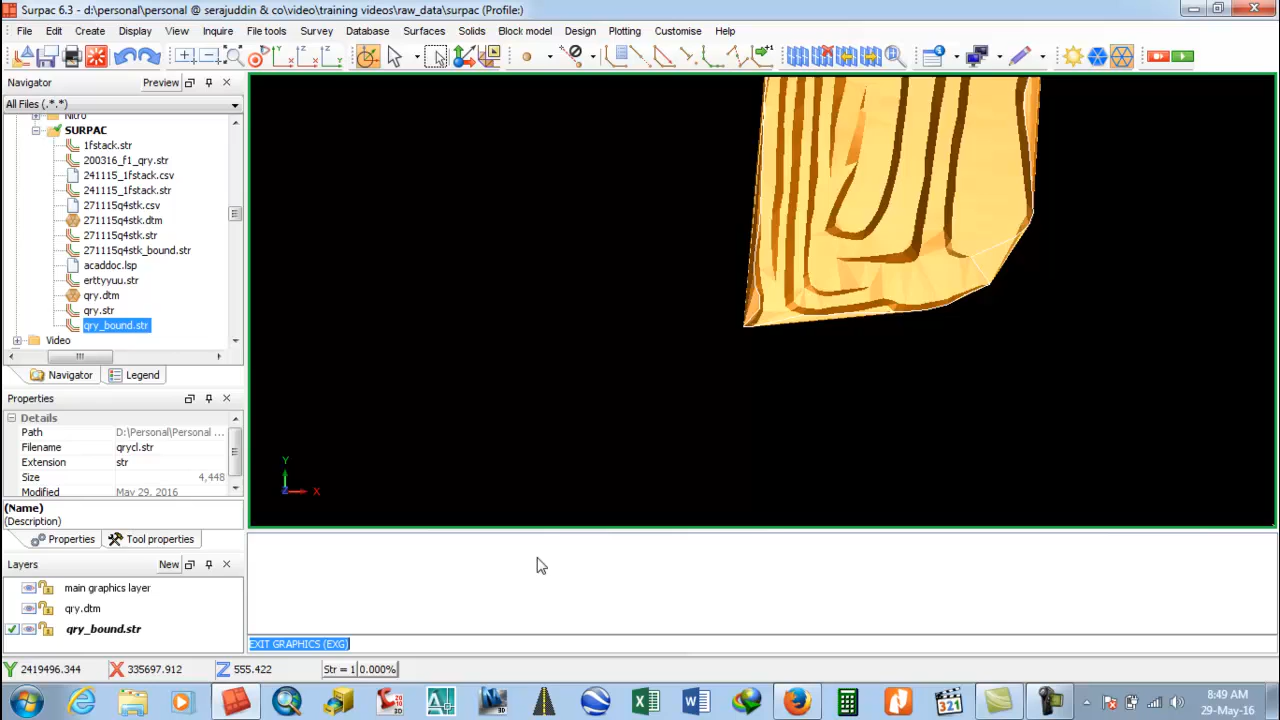 Surpac 6.3 - d:\personal\personal @ serajuddin & co\video\training videos\raw_data\surpac (Profile:)
File Edit Create Display View Inquire File tools Survey Database Surfaces Solids Block model Design Plotting Customise Help
Navigator Preview
All Files (.*.*)
Nitro
SURPAC
1fstack.str
200316_f1_qry.str
241115_1fstack.csv
241115_1fstack.str
271115q4stk.csv
271115q4stk.dtm
271115q4stk.str
271115q4stk_bound.str
acaddoc.lsp
erttyyuu.str
qry.dtm
qry.str
qry_bound.str
Video
Navigator Legend
Properties
Details
Path D:\Personal\Personal ...
Filename qrycl.str
Extension str
Size 4,448
Modified May 29, 2016
(Name)
(Description)
Properties Tool properties
Layers New
main graphics layer
qry.dtm
qry_bound.str
Y
Z X
EXIT GRAPHICS (EXG)
Y 2419496.344 X 335697.912 Z 555.422 Str = 1 0.000%
8:49 AM
29-May-16